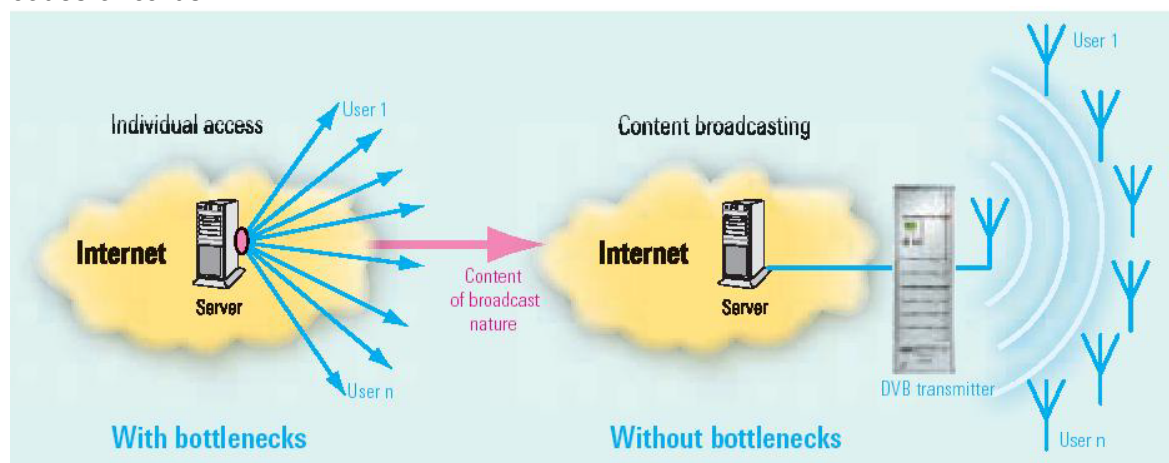 User 1
Individual access
Internet
Server
User n
With bottlenecks
Content
of broadcast
nature
Content broadcasting
Internet
Server
DVB transmitter
User 1
User n
Without bottlenecks